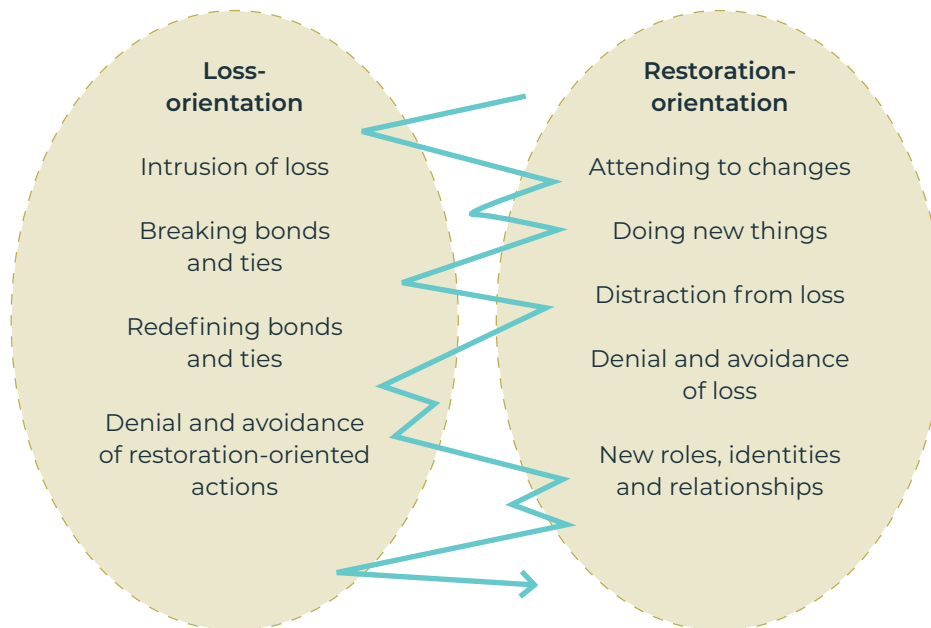 Loss-
orientation
Intrusion of loss
Breaking bonds
and ties
Redefining bonds
and ties
Denial and avoidance
of restoration-oriented
actions
Restoration-
orientation
Attending to changes
Doing new things
Distraction from loss
Denial and avoidance
of loss
New roles, identities
and relationships